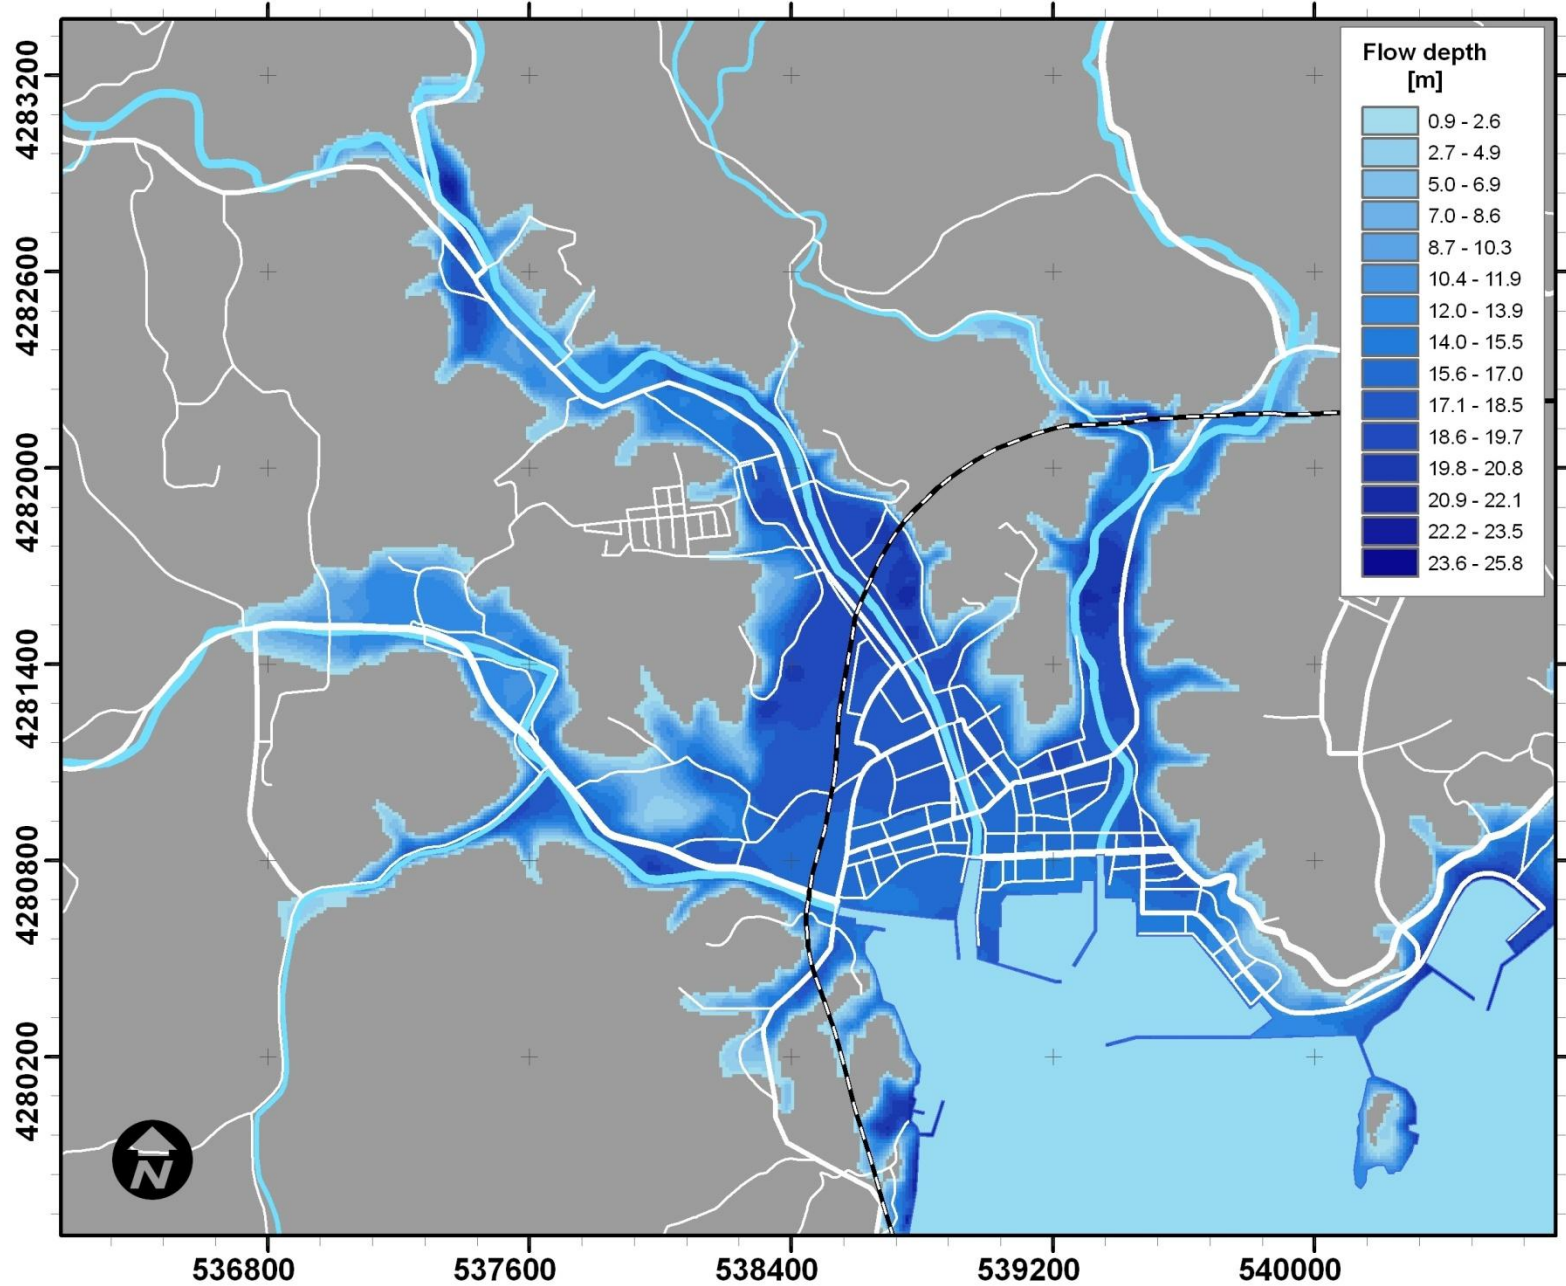 Flow depth
[m]
0.9 - 2.6
2.7 - 4.9
5.0 - 6.9
7.0 - 8.6
8.7 - 10.3
10.4 - 11.9
12.0 - 13.9
14.0 - 15.5
15.6 - 17.0
17.1 - 18.5
18.6 - 19.7
19.8 - 20.8
20.9 - 22.1
22.2 - 23.5
23.6 - 25.8
4283200
4282600
4282000
4281400
4280800
4280200
N
536800
537600
538400
539200
540000